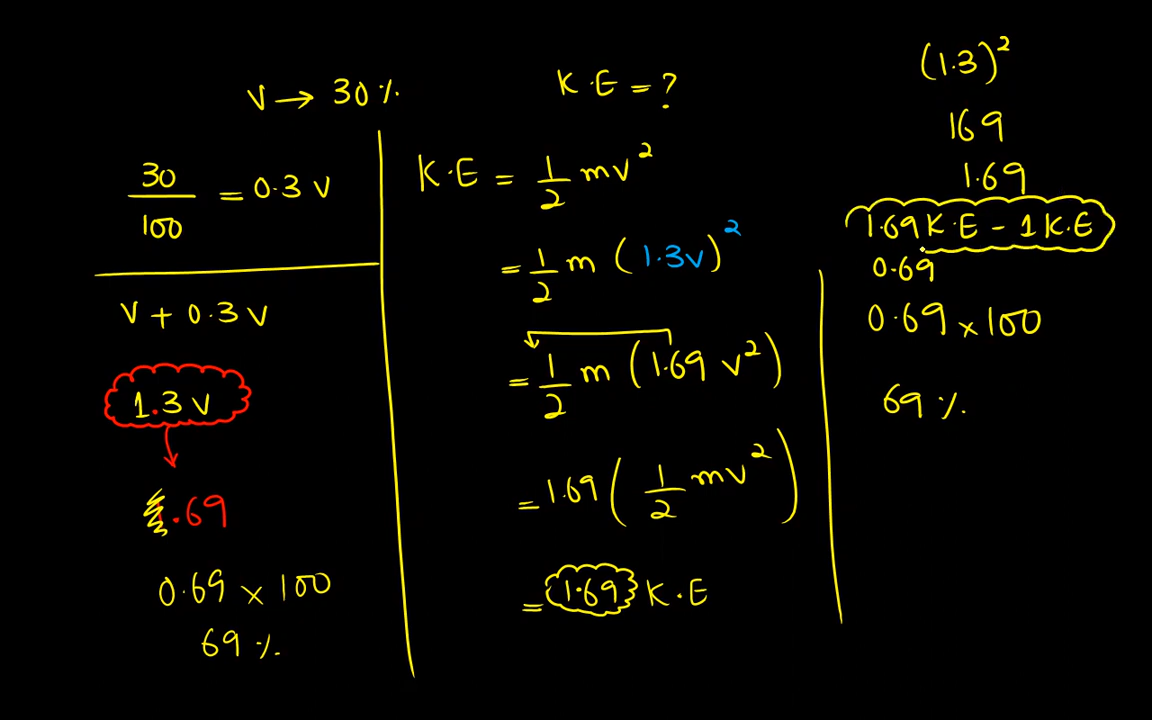 V → 30 %
30/100 = 0.3 V
V + 0.3 V
1.3 V
.69
0.69 × 100
69 %
K.E = ?
K.E = 1/2 mv²
= 1/2 m (1.3v)²
= 1/2 m (1.69 v²)
= 1.69 (1/2 mv²)
= 1.69 K.E
(1.3)²
169
1.69
1.69 K.E - 1 K.E
0.69
0.69 × 100
69 %